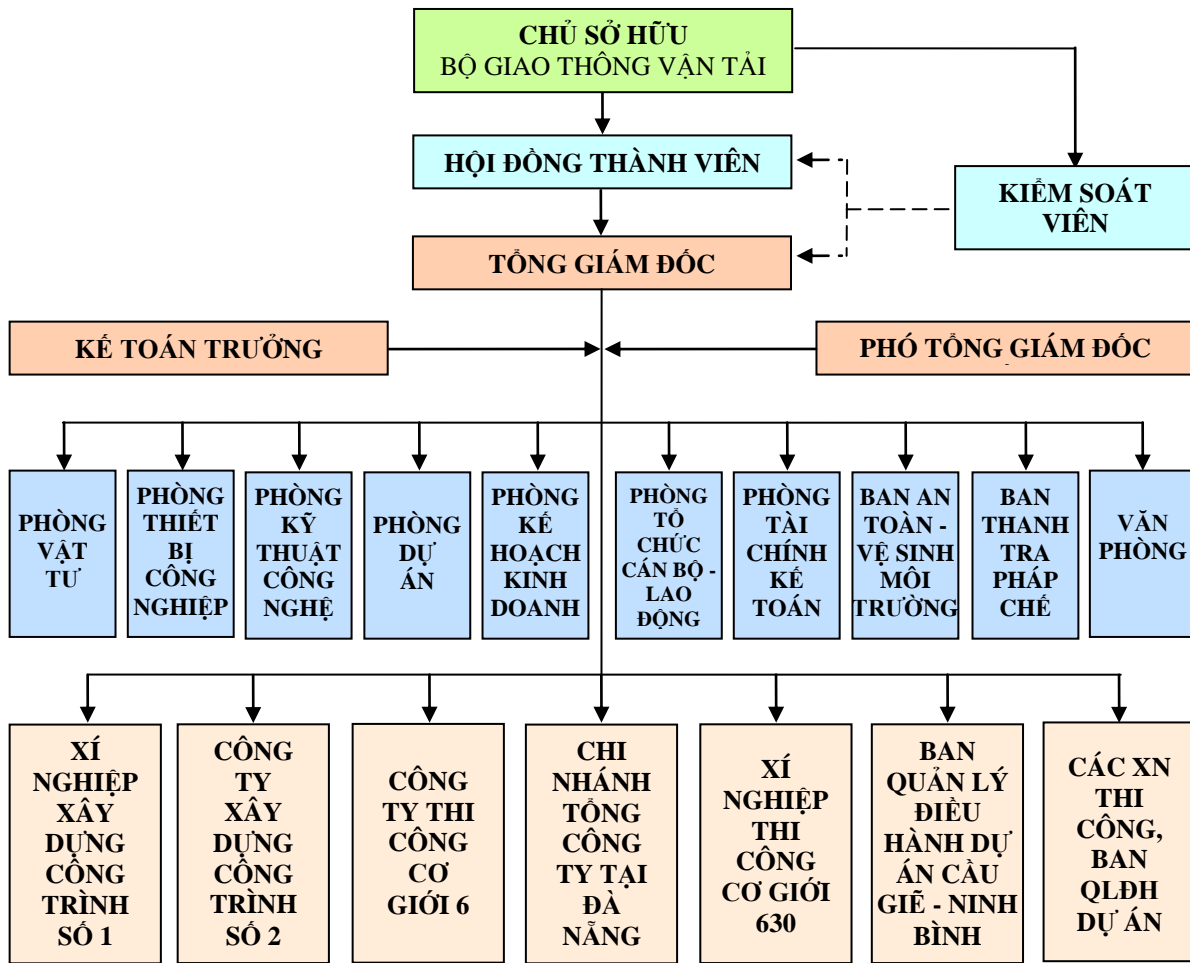 CHỦ SỞ HỮU
BỘ GIAO THÔNG VẬN TẢI
HỘI ĐỒNG THÀNH VIÊN
KIỂM SOÁT
VIÊN
TỔNG GIÁM ĐỐC
KẾ TOÁN TRƯỞNG
PHÓ TỔNG GIÁM ĐỐC
PHÒNG
VẬT
TƯ
PHÒNG
THIẾT
BỊ
CÔNG
NGHIỆP
PHÒNG
KỸ
THUẬT
CÔNG
NGHỆ
PHÒNG
DỰ
ÁN
PHÒNG
KẾ
HOẠCH
KINH
DOANH
PHÒNG
TỔ
CHỨC
CÁN BỘ -
LAO
ĐỘNG
PHÒNG
TÀI
CHÍNH
KẾ
TOÁN
BAN AN
TOÀN -
VỆ SINH
MÔI
TRƯỜNG
BAN
THANH
TRA
PHÁP
CHẾ
VĂN
PHÒNG
XÍ
NGHIỆP
XÂY
DỰNG
CÔNG
TRÌNH
SỐ 1
CÔNG
TY
XÂY
DỰNG
CÔNG
TRÌNH
SỐ 2
CÔNG
TY THI
CÔNG
CƠ
GIỚI 6
CHI
NHÁNH
TỔNG
CÔNG
TY TẠI
ĐÀ
NẴNG
XÍ
NGHIỆP
THI
CÔNG
CƠ GIỚI
630
BAN
QUẢN LÝ
ĐIỀU
HÀNH DỰ
ÁN CẦU
GIẼ - NINH
BÌNH
CÁC XN
THI
CÔNG,
BAN
QLĐH
DỰ ÁN